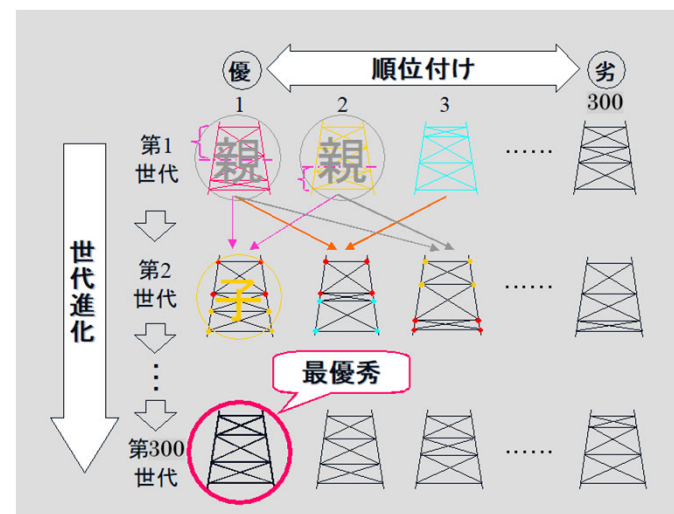 優 順位付け 劣
1 2 3 300
第1
世代
親 親
……
第2
世代
子
……
世代進化
最優秀
第300
世代
……